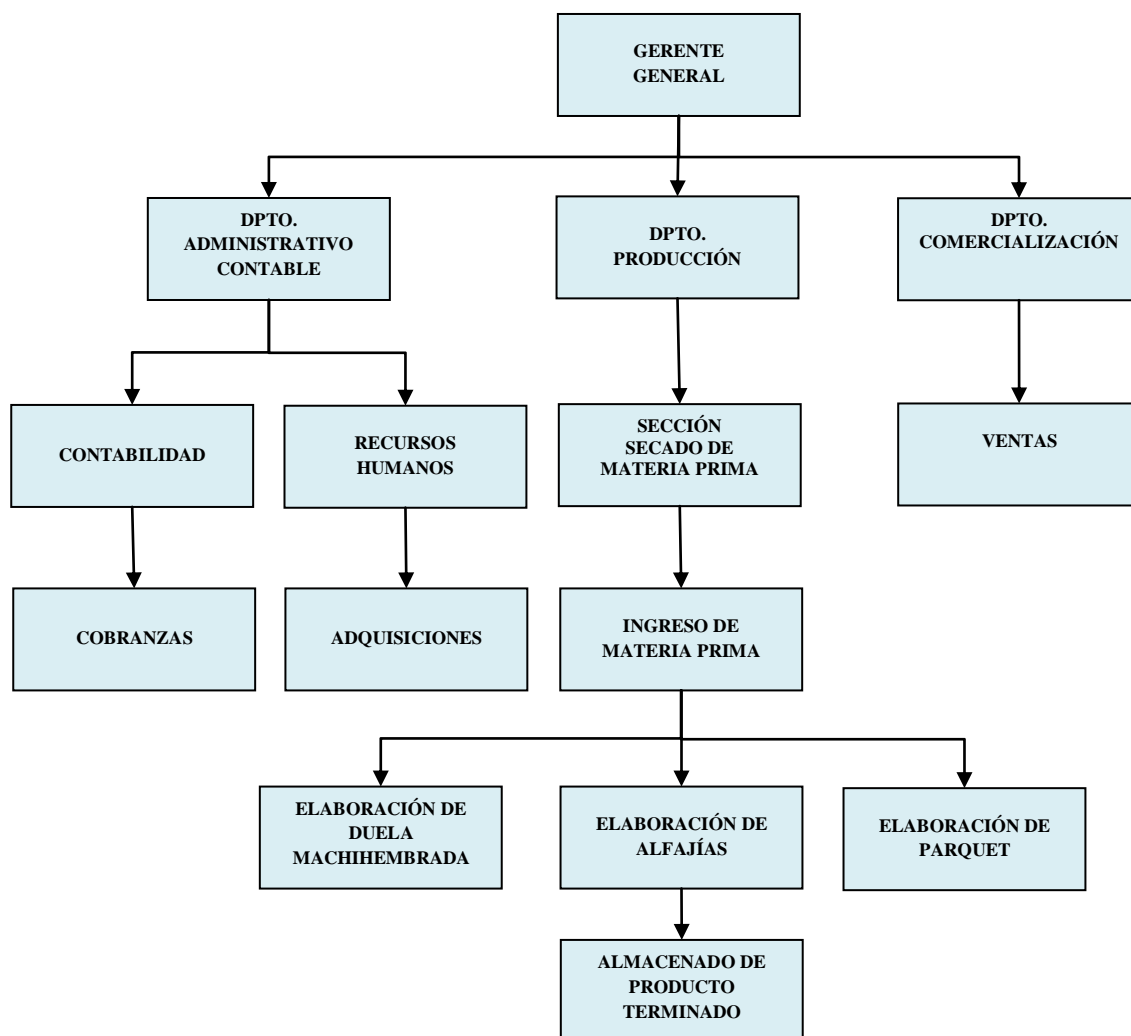 GERENTE
GENERAL
DPTO.
ADMINISTRATIVO
CONTABLE
DPTO.
PRODUCCIÓN
DPTO.
COMERCIALIZACIÓN
CONTABILIDAD
RECURSOS
HUMANOS
SECCIÓN
SECADO DE
MATERIA PRIMA
VENTAS
COBRANZAS
ADQUISICIONES
INGRESO DE
MATERIA PRIMA
ELABORACIÓN DE
DUELA
MACHIHEMBRADA
ELABORACIÓN DE
ALFAJÍAS
ELABORACIÓN DE
PARQUET
ALMACENADO DE
PRODUCTO
TERMINADO